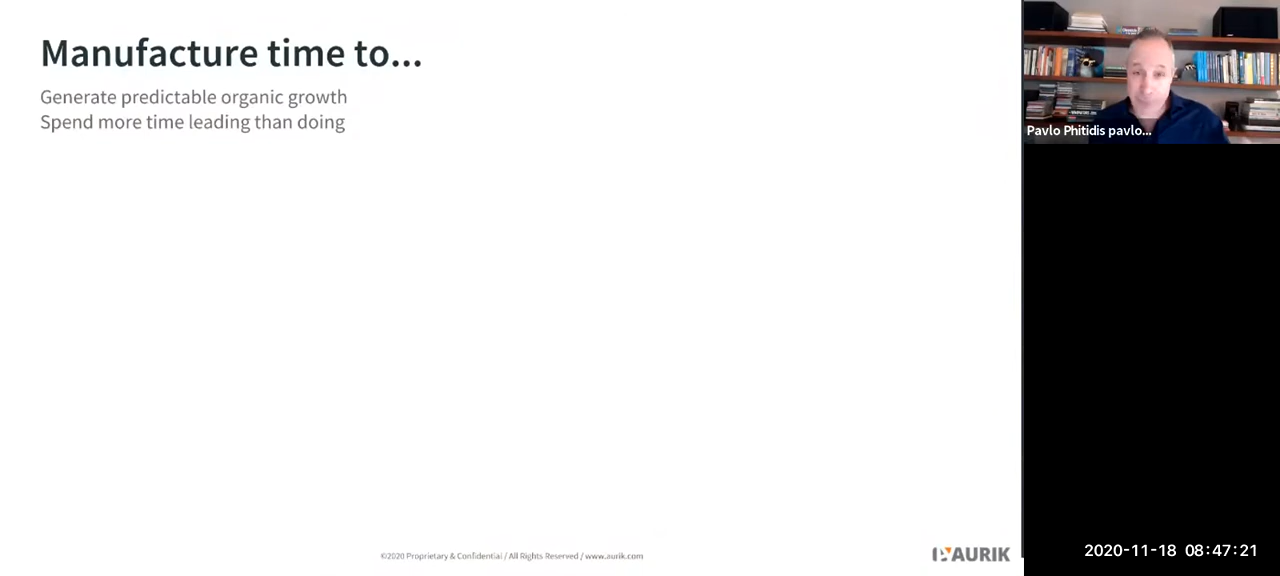 Manufacture time to...
Generate predictable organic growth
Spend more time leading than doing
Pavlo Phitidis pavlo...
©2020 Proprietary & Confidential / All Rights Reserved / www.aurik.com
AURIK
2020-11-18 08:47:21